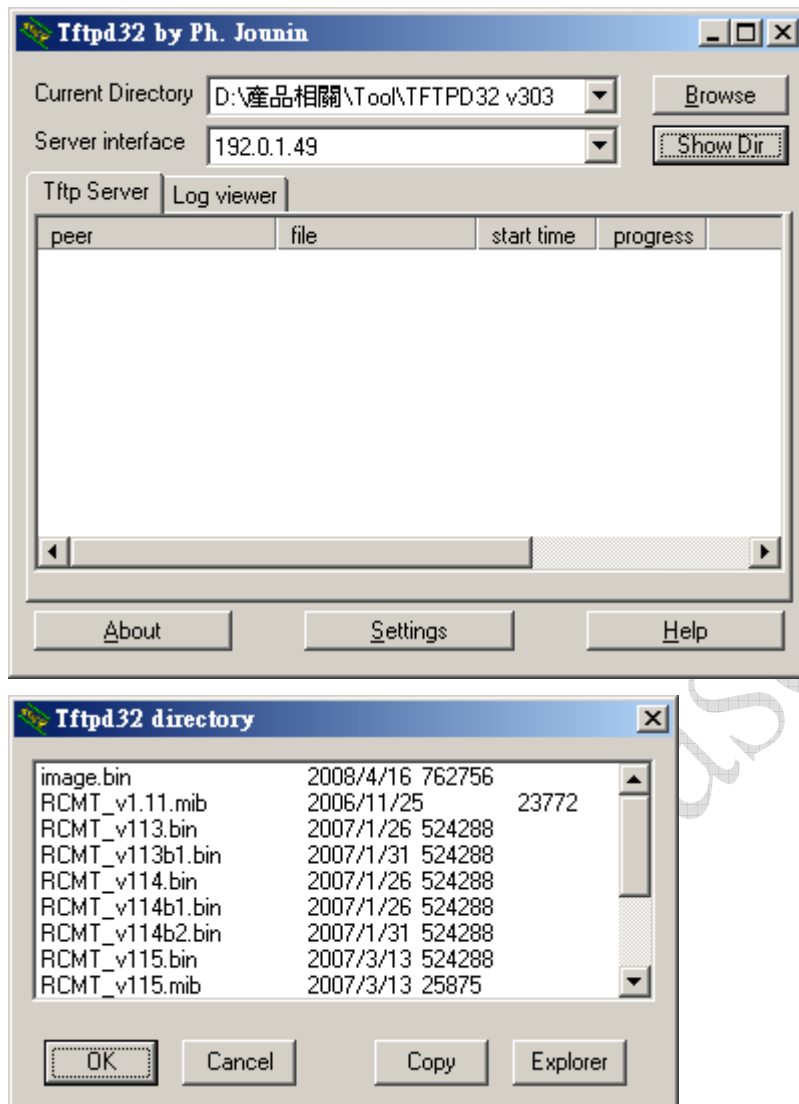 Tftpd32 by Ph. Jounin
Current Directory D:\產品相關\Tool\TFTPD32 v303 Browse
Server interface 192.0.1.49 Show Dir
Tftp Server Log viewer
peer file start time progress
About Settings Help
Tftpd32 directory
image.bin 2008/4/16 762756
RCMT_v1.11.mib 2006/11/25 23772
RCMT_v113.bin 2007/1/26 524288
RCMT_v113b1.bin 2007/1/31 524288
RCMT_v114.bin 2007/1/26 524288
RCMT_v114b1.bin 2007/1/26 524288
RCMT_v114b2.bin 2007/1/31 524288
RCMT_v115.bin 2007/3/13 524288
RCMT_v115.mib 2007/3/13 25875
OK Cancel Copy Explorer